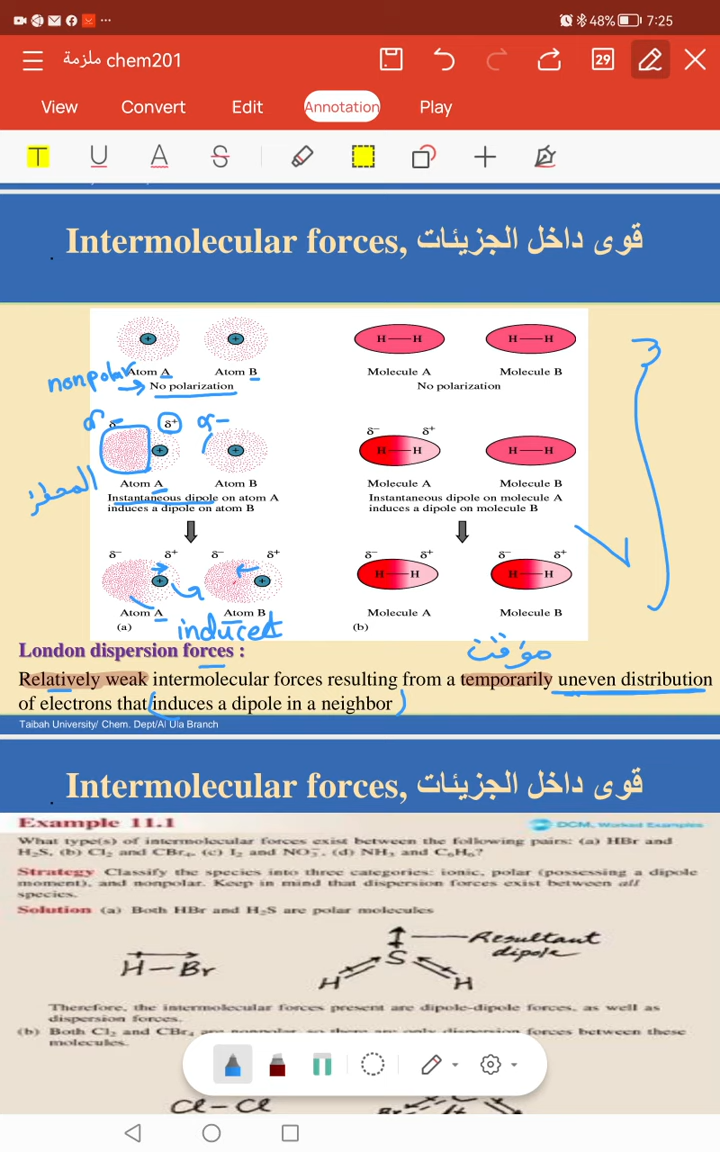 48% 7:25
ملزمة chem201
29
View Convert Edit Annotation Play
T U A S
Intermolecular forces, قوى داخل الجزيئات
H—H H—H
Atom A Atom B Molecule A Molecule B
nonpolar → No polarization No polarization
δ− δ− δ+ δ− δ− δ+
H—H H—H
المحفز
Atom A Atom B Molecule A Molecule B
Instantaneous dipole on atom A
induces a dipole on atom B
Instantaneous dipole on molecule A
induces a dipole on molecule B
δ− δ+ δ− δ+ δ− δ+ δ− δ+
H—H H—H
Atom A Atom B Molecule A Molecule B
(a) induced (b)
London dispersion forces :
مؤقت
Relatively weak intermolecular forces resulting from a temporarily uneven distribution
of electrons that (induces a dipole in a neighbor)
Taibah University/ Chem. Dept/Al Ula Branch
Intermolecular forces, قوى داخل الجزيئات
Example 11.1 DCM, Worked Examples
What type(s) of intermolecular forces exist between the following pairs: (a) HBr and
H₂S, (b) Cl₂ and CBr₄, (c) I₂ and NO₃⁻, (d) NH₃ and C₆H₆?
Strategy Classify the species into three categories: ionic, polar (possessing a dipole
moment), and nonpolar. Keep in mind that dispersion forces exist between all
species.
Solution (a) Both HBr and H₂S are polar molecules
Resultant
dipole
H—Br
S
H H
Therefore, the intermolecular forces present are dipole-dipole forces, as well as
dispersion forces.
(b) Both Cl₂ and CBr₄ are nonpolar, so there are only dispersion forces between these
molecules.
Cl—Cl Br